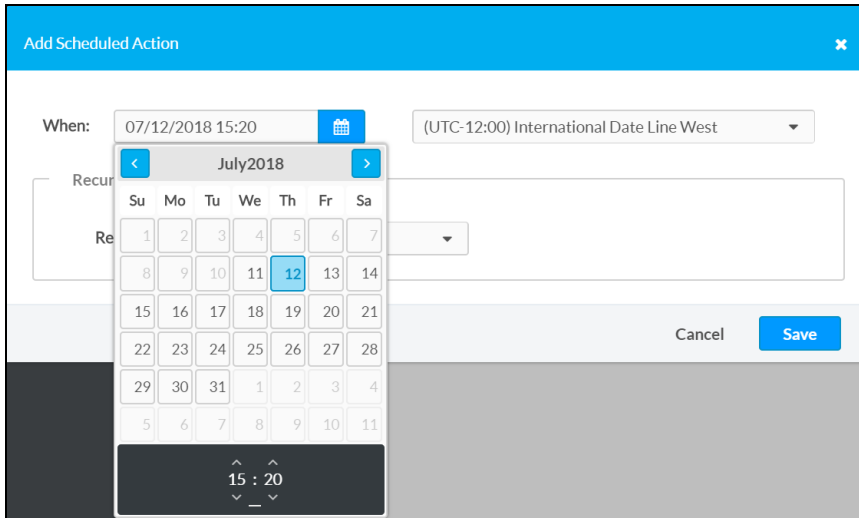 Add Scheduled Action
When: 07/12/2018 15:20 (UTC-12:00) International Date Line West
July2018
Recur
Su Mo Tu We Th Fr Sa
Re
1 2 3 4 5 6 7
8 9 10 11 12 13 14
15 16 17 18 19 20 21
22 23 24 25 26 27 28
29 30 31 1 2 3 4
5 6 7 8 9 10 11
15 : 20
Cancel Save